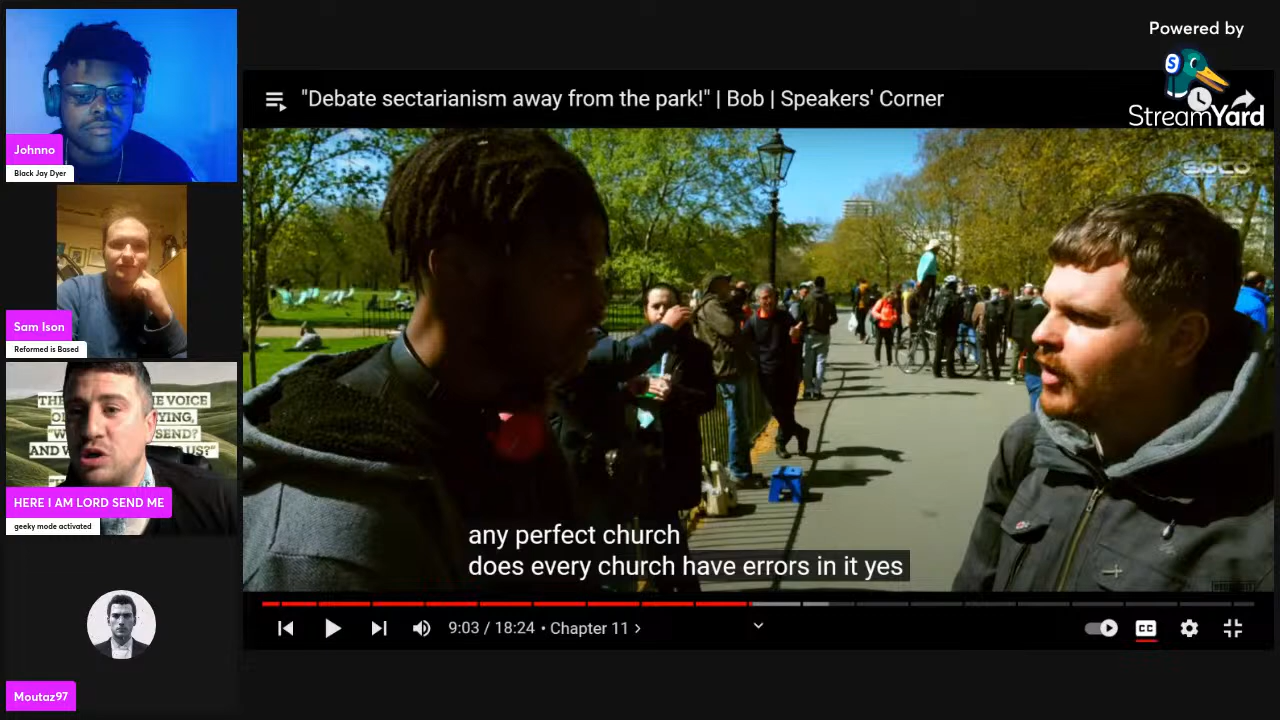 Powered by
StreamYard
"Debate sectarianism away from the park!" | Bob | Speakers' Corner
SOCO
Johnno
Black Jay Dyer
Sam Ison
Reformed is Based
HERE I AM LORD SEND ME
geeky mode activated
Moutaz97
any perfect church
does every church have errors in it yes
9:03 / 18:24 • Chapter 11 ›
CC